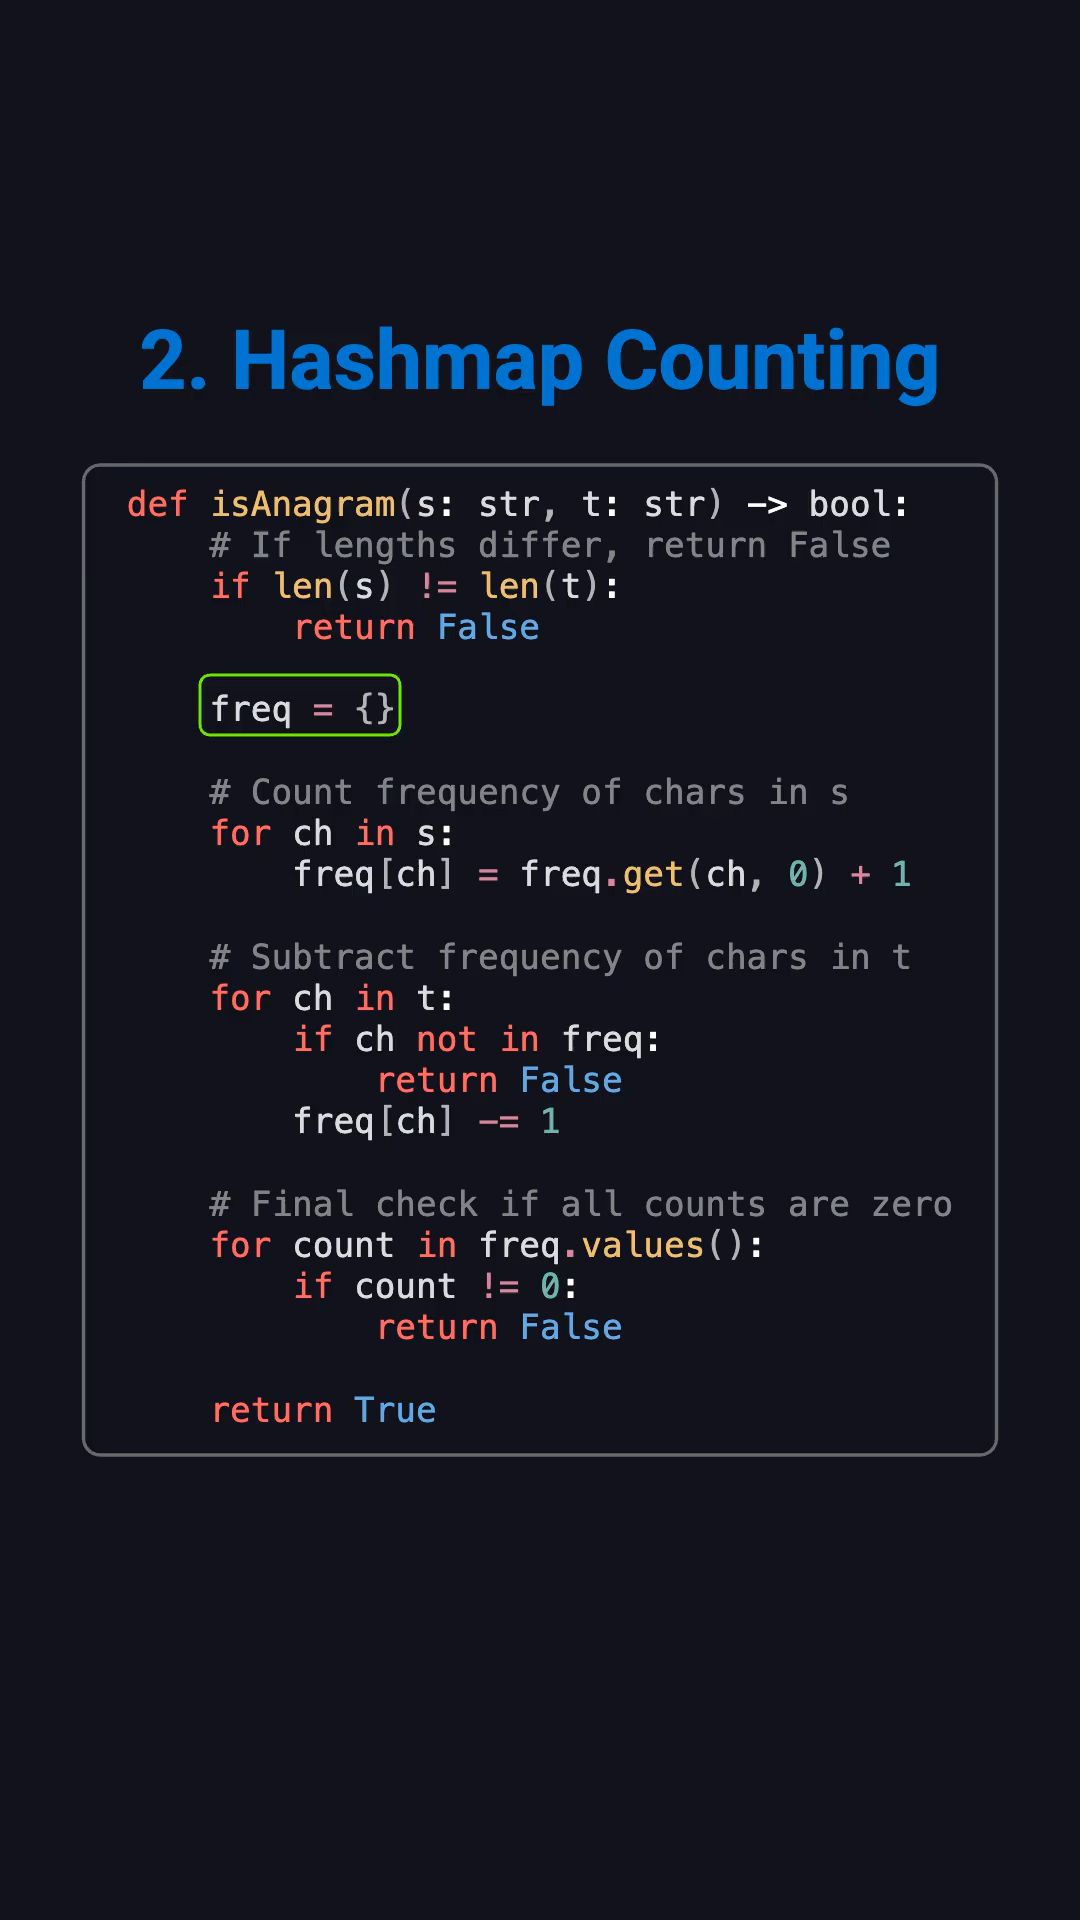 2. Hashmap Counting
def isAnagram(s: str, t: str) -> bool:
    # If lengths differ, return False
    if len(s) != len(t):
        return False
    freq = {}
    # Count frequency of chars in s
    for ch in s:
        freq[ch] = freq.get(ch, 0) + 1
    # Subtract frequency of chars in t
    for ch in t:
        if ch not in freq:
            return False
        freq[ch] -= 1
    # Final check if all counts are zero
    for count in freq.values():
        if count != 0:
            return False
    return True